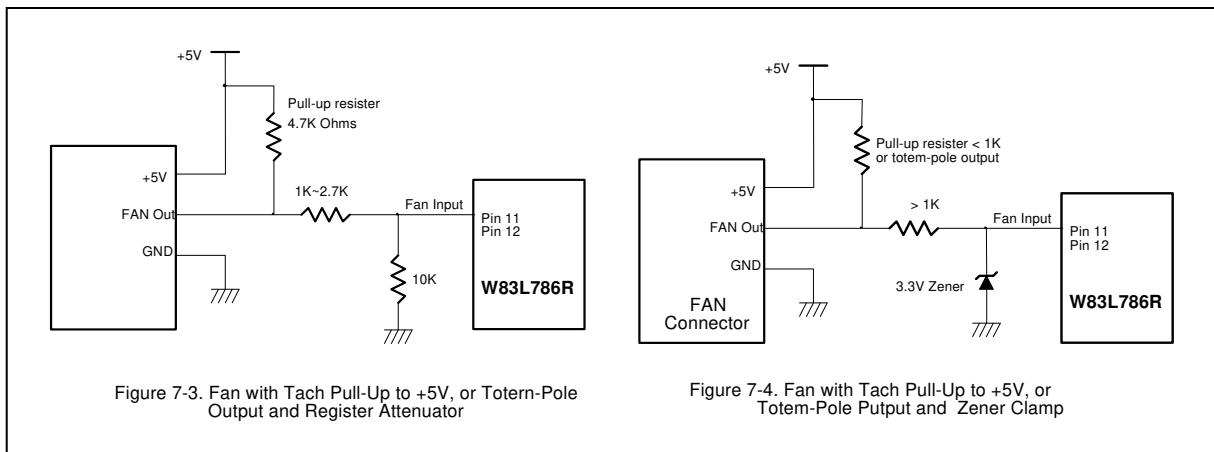 +5V
Pull-up resister
4.7K Ohms
+5V
FAN Out
GND
1K~2.7K
Fan Input
Pin 11
Pin 12
10K
W83L786R
Figure 7-3. Fan with Tach Pull-Up to +5V, or Totern-Pole
Output and Register Attenuator
+5V
Pull-up resister < 1K
or totem-pole output
+5V
FAN Out
GND
FAN
Connector
> 1K
Fan Input
Pin 11
Pin 12
3.3V Zener
W83L786R
Figure 7-4. Fan with Tach Pull-Up to +5V, or
Totem-Pole Putput and Zener Clamp